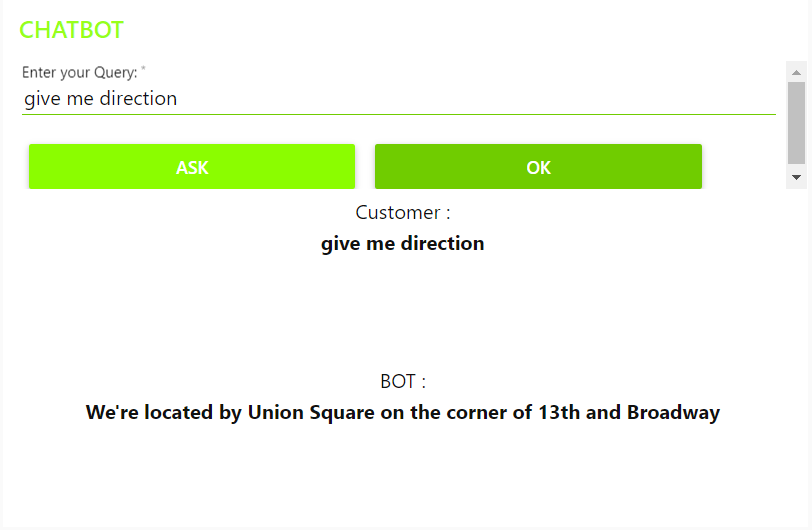 CHATBOT
Enter your Query: *
give me direction
ASK
OK
Customer :
give me direction
BOT :
We're located by Union Square on the corner of 13th and Broadway